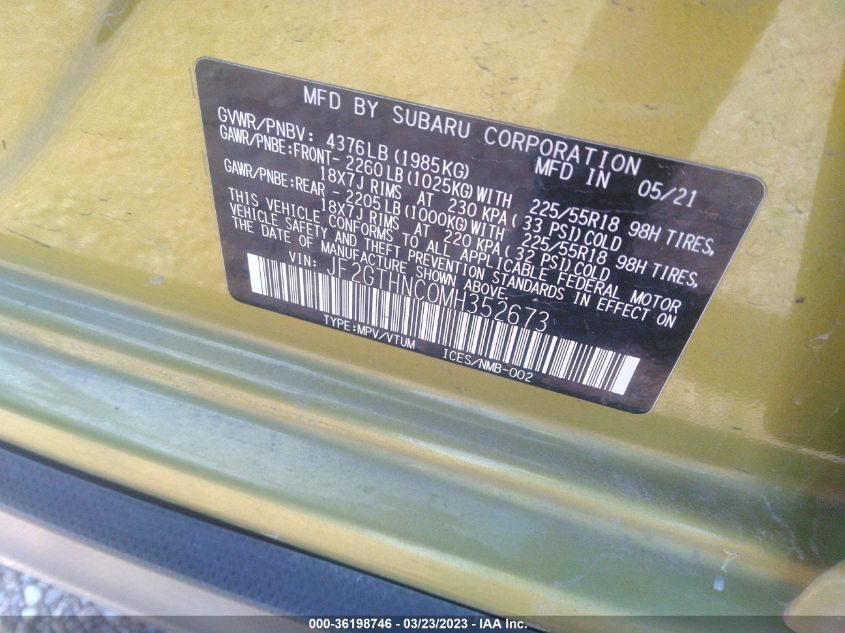 MFD BY SUBARU CORPORATION
GVWR/PNBV: 4376LB (1985KG) MFD IN 05/21
GAWR/PNBE:FRONT- 2260LB (1025KG) WITH 225/55R18 98H TIRES,
18X7J RIMS AT 230 KPA ( 33 PSI) COLD
GAWR/PNBE:REAR - 2205LB (1000KG) WITH 225/55R18 98H TIRES,
18X7J RIMS AT 220 KPA ( 32 PSI) COLD
THIS VEHICLE CONFORMS TO ALL APPLICABLE FEDERAL MOTOR
VEHICLE SAFETY AND THEFT PREVENTION STANDARDS IN EFFECT ON
THE DATE OF MANUFACTURE SHOWN ABOVE.
VIN: JF2GTHNC0MH352673
TYPE:MPV/VTUM ICES/NMB-002
000-36198746 - 03/23/2023 - IAA Inc.